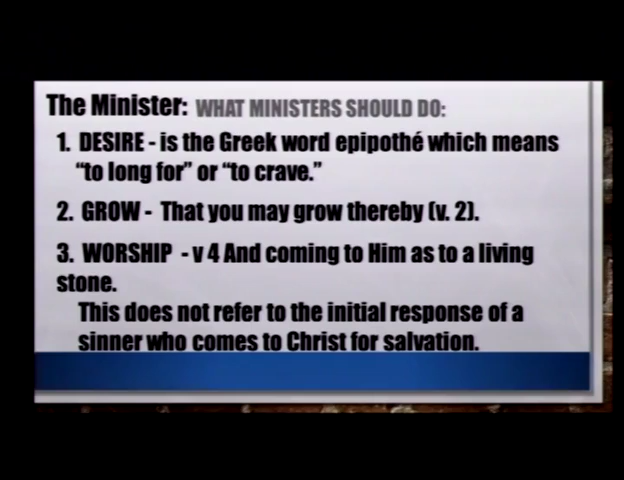 The Minister: WHAT MINISTERS SHOULD DO:
1. DESIRE - is the Greek word epipothé which means
"to long for" or "to crave."
2. GROW - That you may grow thereby (v. 2).
3. WORSHIP - v 4 And coming to Him as to a living
stone.
This does not refer to the initial response of a
sinner who comes to Christ for salvation.